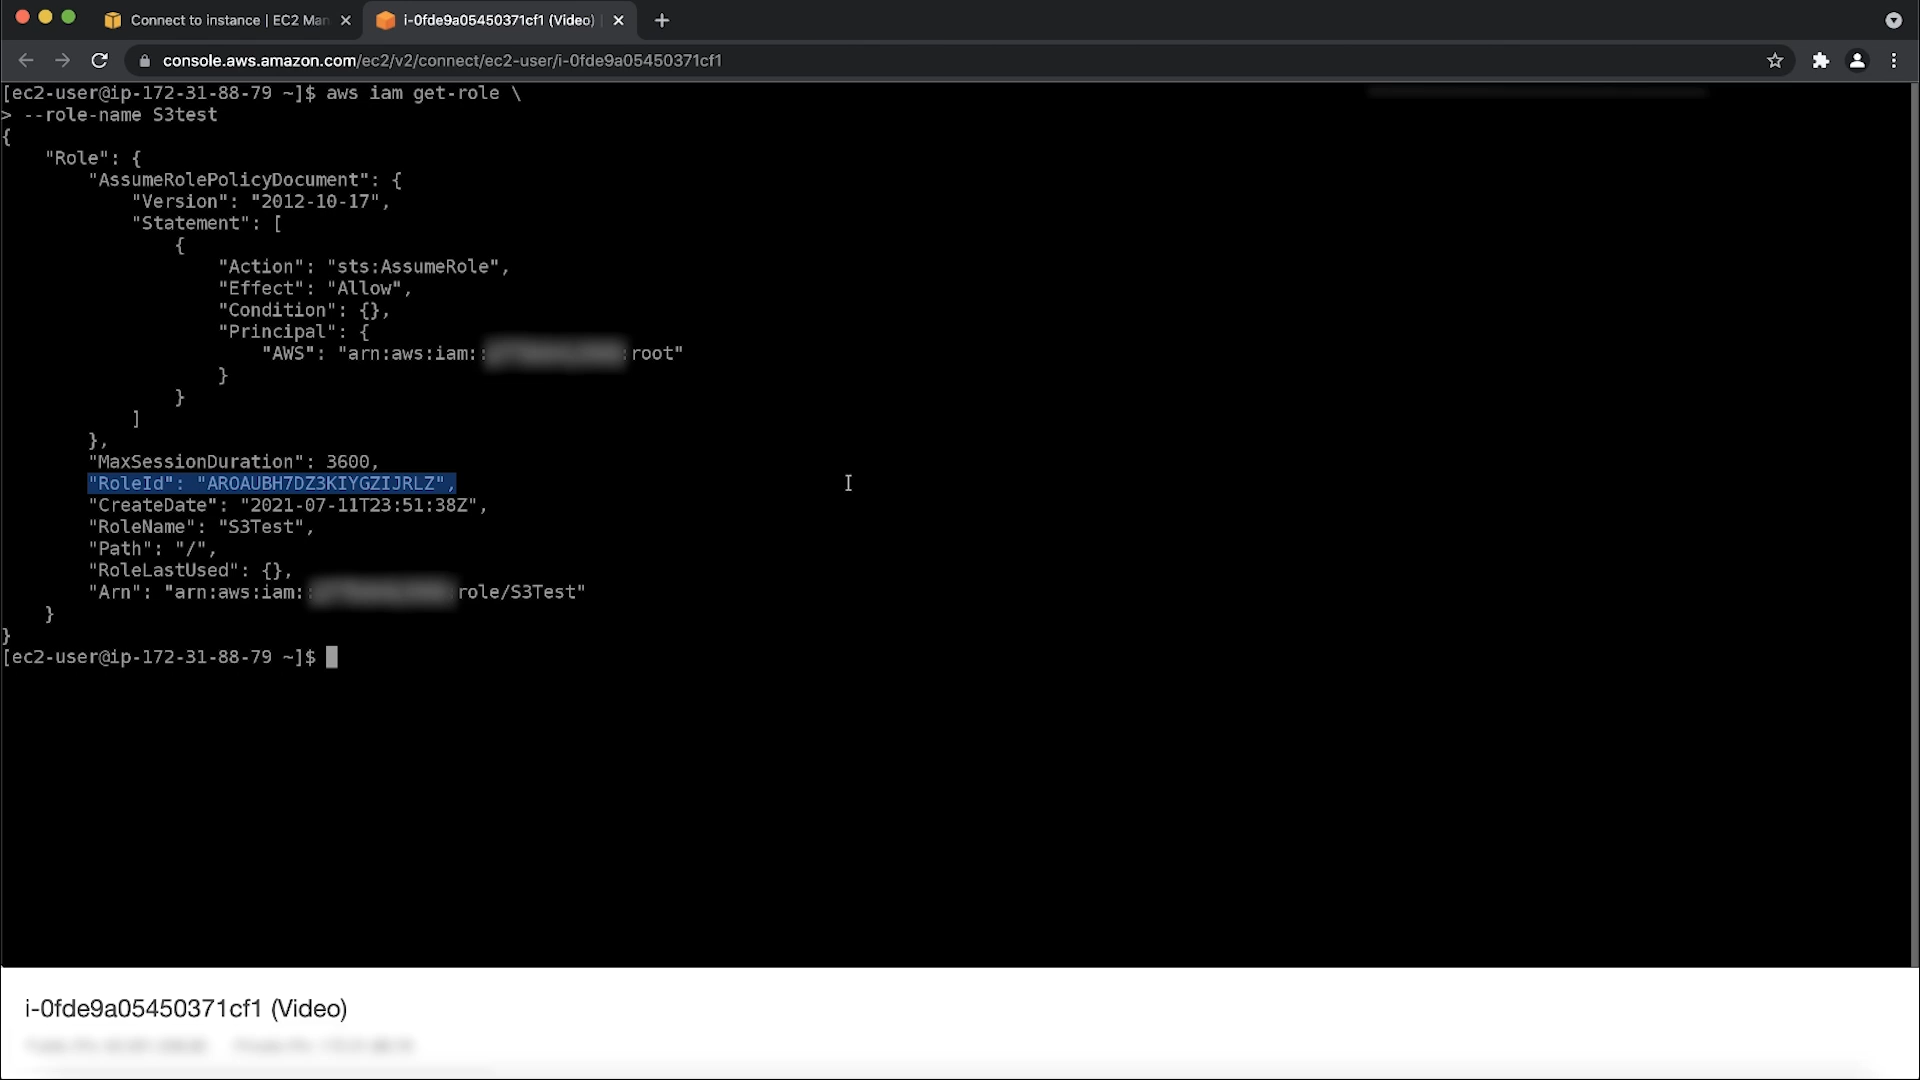 Connect to instance | EC2 Man
i-0fde9a05450371cf1 (Video)
console.aws.amazon.com/ec2/v2/connect/ec2-user/i-0fde9a05450371cf1
[ec2-user@ip-172-31-88-79 ~]$ aws iam get-role \
> --role-name S3test
{
"Role": {
"AssumeRolePolicyDocument": {
"Version": "2012-10-17",
"Statement": [
{
"Action": "sts:AssumeRole",
"Effect": "Allow",
"Condition": {},
"Principal": {
"AWS": "arn:aws:iam:: :root"
}
}
]
},
"MaxSessionDuration": 3600,
"RoleId": "AROAUBH7DZ3KIYGZIJRLZ",
"CreateDate": "2021-07-11T23:51:38Z",
"RoleName": "S3Test",
"Path": "/",
"RoleLastUsed": {},
"Arn": "arn:aws:iam:: role/S3Test"
}
}
[ec2-user@ip-172-31-88-79 ~]$
i-0fde9a05450371cf1 (Video)